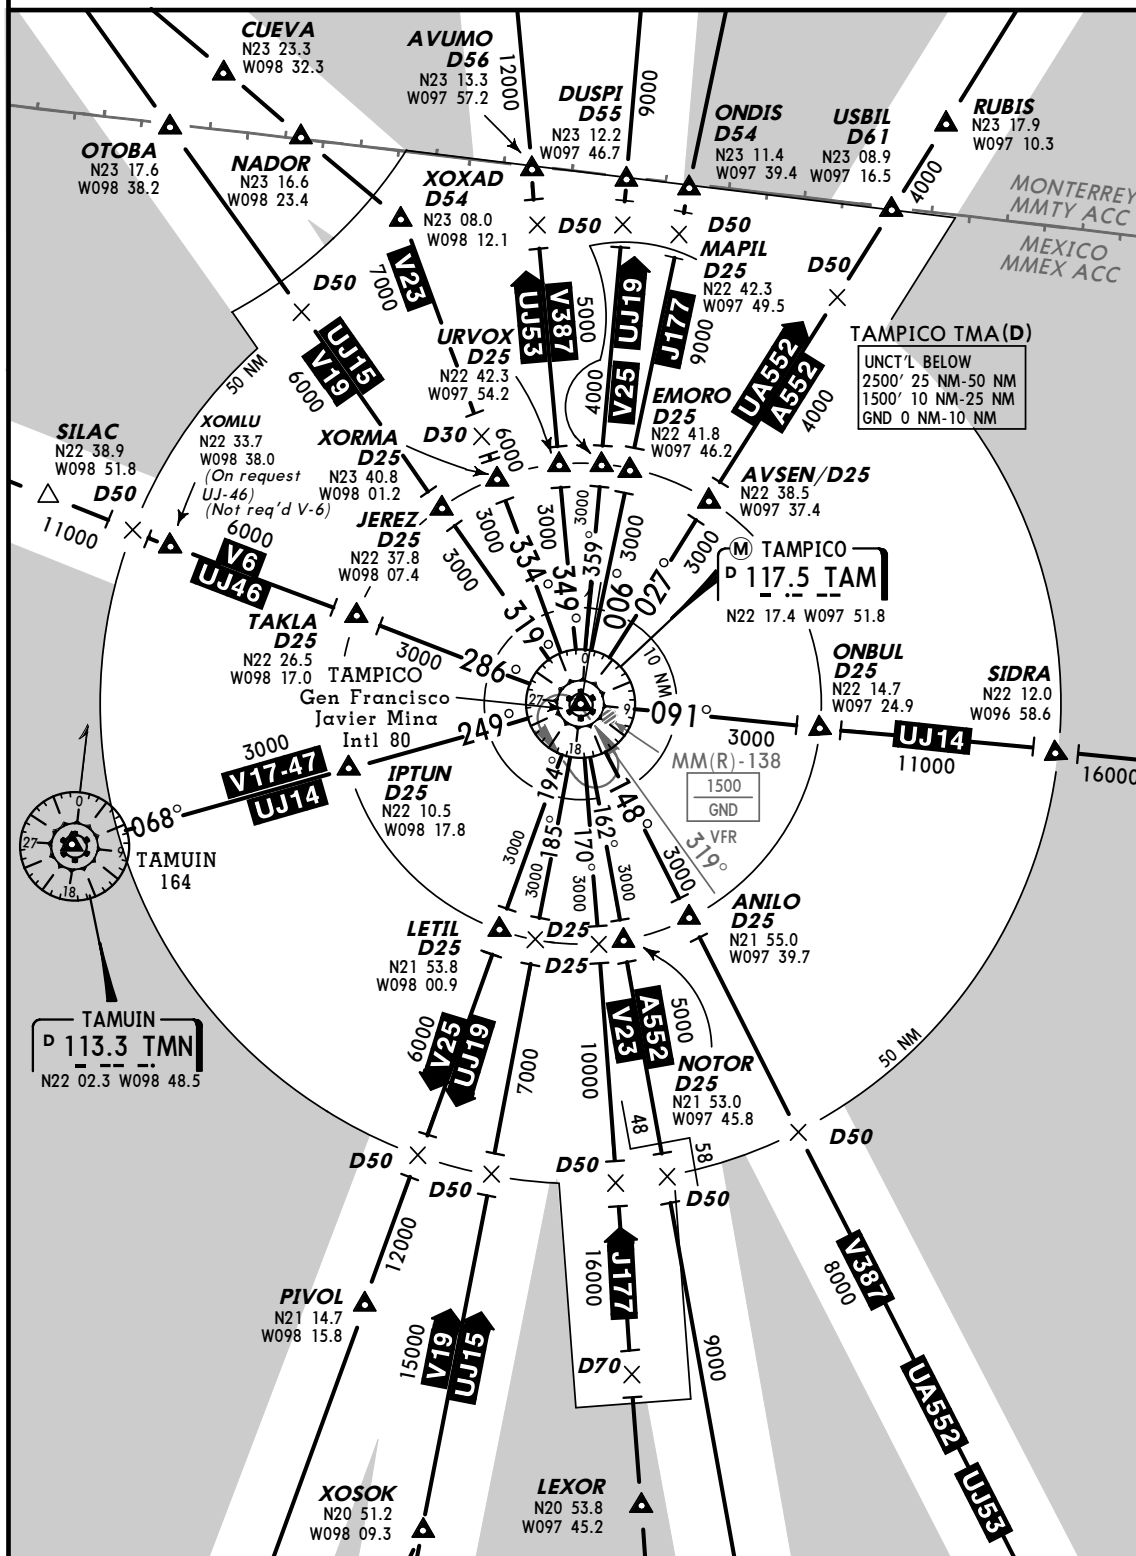 CUEVA
N23 23.3
W098 32.3
AVUMO
D56
N23 13.3
W097 57.2
12000
DUSPI
D55
N23 12.2
W097 46.7
9000
ONDIS
D54
N23 11.4
W097 39.4
USBIL
D61
N23 08.9
W097 16.5
RUBIS
N23 17.9
W097 10.3
4000
OTOBA
N23 17.6
W098 38.2
NADOR
N23 16.6
W098 23.4
XOXAD
D54
N23 08.0
W098 12.1
MONTERREY
MMTY ACC
MEXICO
MMEX ACC
D50
D50
D50
D50
MAPIL
D25
N22 42.3
W097 49.5
V23
7000
UJ53
V387
5000
UJ19
V25
4000
J177
9000
UA552
A552
4000
TAMPICO TMA(D)
UNCT'L BELOW
2500' 25 NM-50 NM
1500' 10 NM-25 NM
GND 0 NM-10 NM
50 NM
UJ15
V19
6000
URVOX
D25
N22 42.3
W097 54.2
EMORO
D25
N22 41.8
W097 46.2
XOMLU
N22 33.7
W098 38.0
(On request
UJ-46)
(Not req'd V-6)
SILAC
N22 38.9
W098 51.8
D50
11000
XORMA
D25
N23 40.8
W098 01.2
D30
H
6000
AVSEN/D25
N22 38.5
W097 37.4
JEREZ
D25
N22 37.8
W098 07.4
6000
V6
UJ46
TAKLA
D25
N22 26.5
W098 17.0
3000
286°
3000
319°
3000
334°
3000
349°
3000
359°
3000
006°
3000
027°
M TAMPICO
D 117.5 TAM
N22 17.4 W097 51.8
10 NM
TAMPICO
Gen Francisco
Javier Mina
Intl 80
0
9
18
27
091°
3000
ONBUL
D25
N22 14.7
W097 24.9
UJ14
11000
SIDRA
N22 12.0
W096 58.6
16000
MM(R)-138
1500
GND
VFR
319°
249°
3000
V17-47
UJ14
068°
IPTUN
D25
N22 10.5
W098 17.8
0
9
18
27
TAMUIN
164
TAMUIN
D 113.3 TMN
N22 02.3 W098 48.5
194°
3000
185°
3000
170°
3000
162°
3000
148°
3000
LETIL
D25
N21 53.8
W098 00.9
D25
D25
ANILO
D25
N21 55.0
W097 39.7
6000
V25
UJ19
7000
10000
V23
A552
5000
NOTOR
D25
N21 53.0
W097 45.8
50 NM
48
58
D50
D50
D50
D50
D50
12000
PIVOL
N21 14.7
W098 15.8
15000
V19
UJ15
16000
J177
D70
9000
V387
8000
UA552
UJ53
XOSOK
N20 51.2
W098 09.3
LEXOR
N20 53.8
W097 45.2